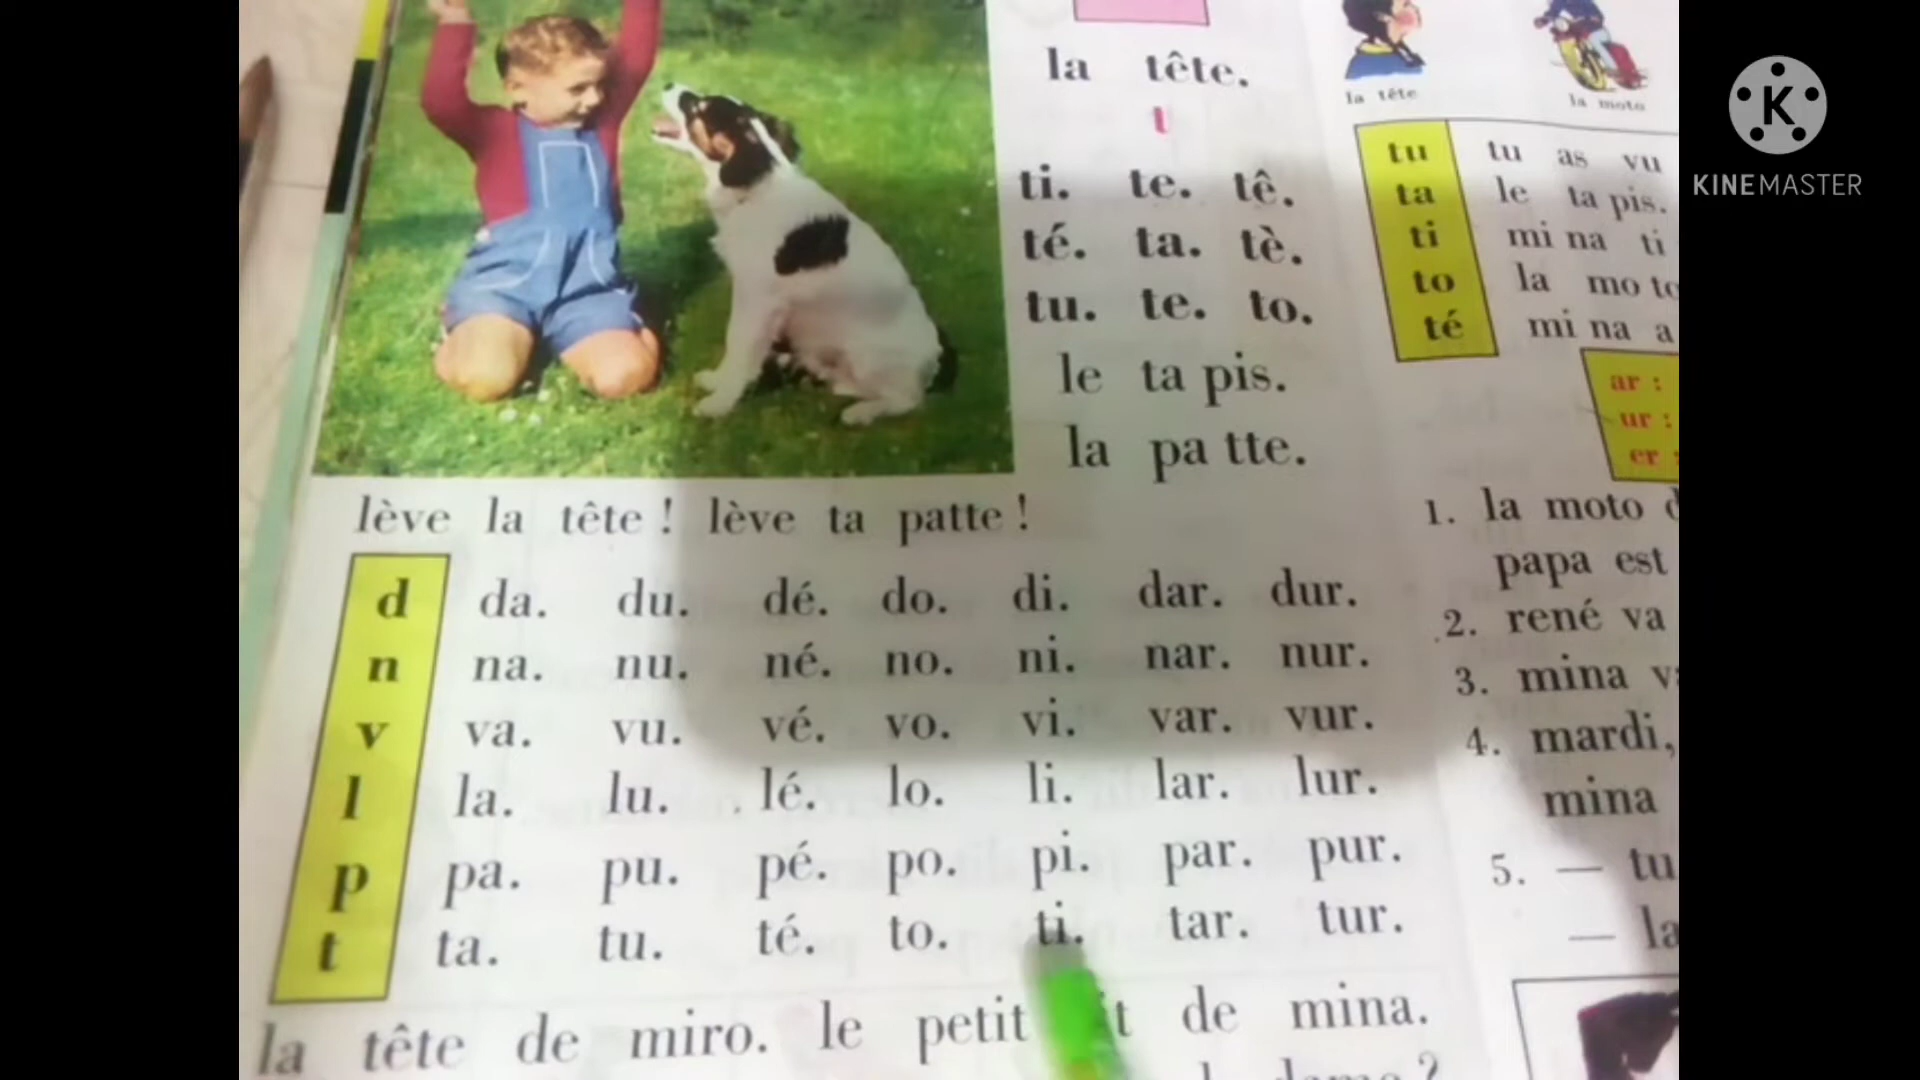 la tête.
t
ti. te. tê.
té. ta. tè.
tu. te. to.
le ta pis.
la pa tte.
lève la tête ! lève ta patte !
d da. du. dé. do. di. dar. dur.
n na. nu. né. no. ni. nar. nur.
v va. vu. vé. vo. vi. var. vur.
l la. lu. lé. lo. li. lar. lur.
p pa. pu. pé. po. pi. par. pur.
t ta. tu. té. to. ti. tar. tur.
la tête de miro. le petit de mina.
la tête
la moto
tu tu as vu
ta le ta pis.
ti mi na ti
to la mo to
té mi na a
ar :
ur :
er :
1. la moto
papa est
2. rené va
3. mina
4. mardi,
mina
5. — tu
— la
KINEMASTER